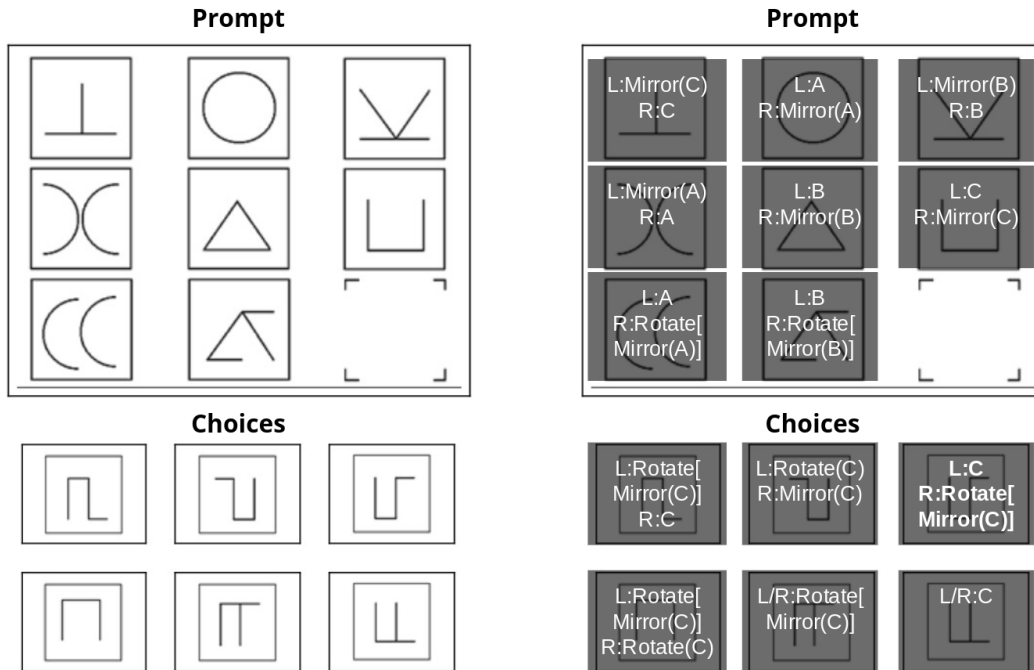 Prompt
Prompt
L:Mirror(C)
R:C
L:A
R:Mirror(A)
L:Mirror(B)
R:B
L:Mirror(A)
R:A
L:B
R:Mirror(B)
L:C
R:Mirror(C)
L:A
R:Rotate[
Mirror(A)]
L:B
R:Rotate[
Mirror(B)]
Choices
Choices
L:Rotate[
Mirror(C)]
R:C
L:Rotate(C)
R:Mirror(C)
L:C
R:Rotate[
Mirror(C)]
L:Rotate[
Mirror(C)]
R:Rotate(C)
L/R:Rotate[
Mirror(C)]
L/R:C